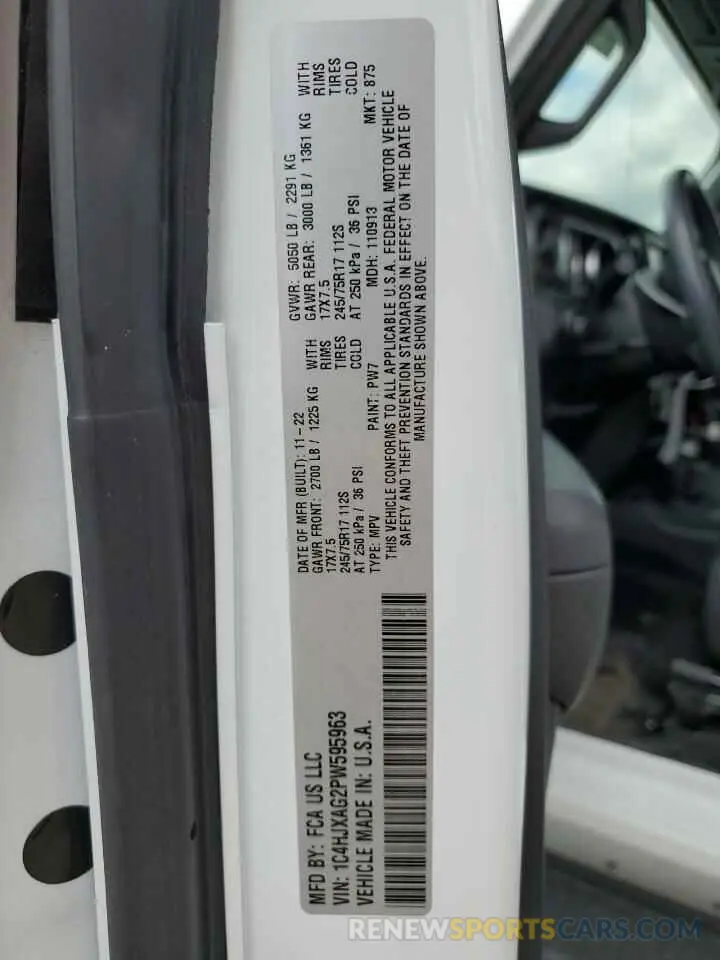 MFD BY: FCA US LLC
VIN: 1C4HJXAG2PW595963
VEHICLE MADE IN: U.S.A.
DATE OF MFR (BUILT): 11-22 GVWR: 5050 LB / 2291 KG
GAWR FRONT: 2700 LB / 1225 KG WITH GAWR REAR: 3000 LB / 1361 KG WITH
17X7.5 RIMS 17X7.5 RIMS
245/75R17 112S TIRES 245/75R17 112S TIRES
AT 250 kPa / 36 PSI COLD AT 250 kPa / 36 PSI COLD
TYPE: MPV PAINT: PW7 MDH: 110913 MKT: 875
THIS VEHICLE CONFORMS TO ALL APPLICABLE U.S.A. FEDERAL MOTOR VEHICLE
SAFETY AND THEFT PREVENTION STANDARDS IN EFFECT ON THE DATE OF
MANUFACTURE SHOWN ABOVE.
RENEWSPORTSCARS.COM